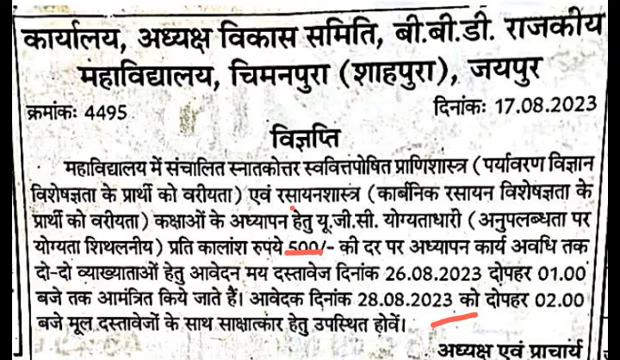 कार्यालय, अध्यक्ष विकास समिति, बी.बी.डी. राजकीय
महाविद्यालय, चिमनपुरा (शाहपुरा), जयपुर
क्रमांकः 4495 दिनांकः 17.08.2023
विज्ञप्ति
महाविद्यालय में संचालित स्नातकोत्तर स्ववित्तपोषित प्राणिशास्त्र (पर्यावरण विज्ञान
विशेषज्ञता के प्रार्थी को वरीयता) एवं रसायनशास्त्र (कार्बनिक रसायन विशेषज्ञता के
प्रार्थी को वरीयता) कक्षाओं के अध्यापन हेतु यू.जी.सी. योग्यताधारी (अनुपलब्धता पर
योग्यता शिथलनीय) प्रति कालांश रुपये 500/- की दर पर अध्यापन कार्य अवधि तक
दो-दो व्याख्याताओं हेतु आवेदन मय दस्तावेज दिनांक 26.08.2023 दोपहर 01.00
बजे तक आमंत्रित किये जाते हैं। आवेदक दिनांक 28.08.2023 को दोपहर 02.00
बजे मूल दस्तावेजों के साथ साक्षात्कार हेतु उपस्थित होवें।
अध्यक्ष एवं प्राचार्य